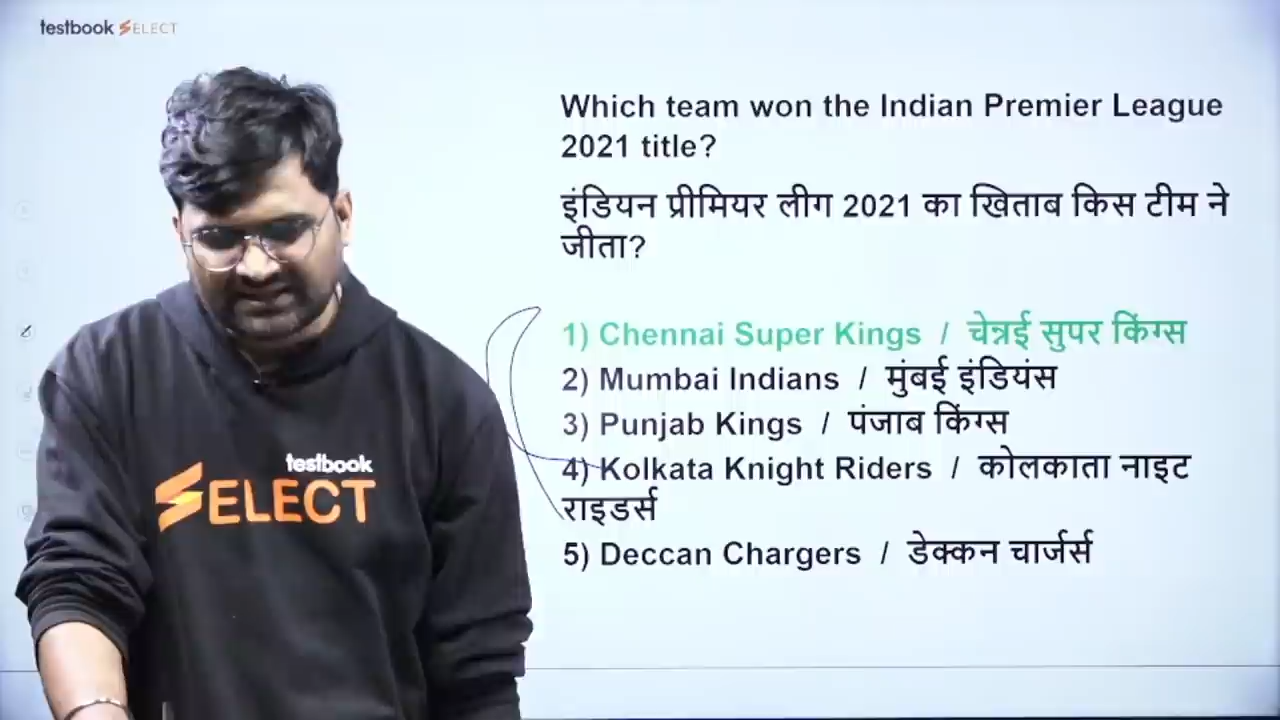 testbook SELECT
Which team won the Indian Premier League
2021 title?
इंडियन प्रीमियर लीग 2021 का खिताब किस टीम ने
जीता?
1) Chennai Super Kings / चेन्नई सुपर किंग्स
2) Mumbai Indians / मुंबई इंडियंस
3) Punjab Kings / पंजाब किंग्स
4) Kolkata Knight Riders / कोलकाता नाइट
राइडर्स
5) Deccan Chargers / डेक्कन चार्जर्स
testbook
SELECT